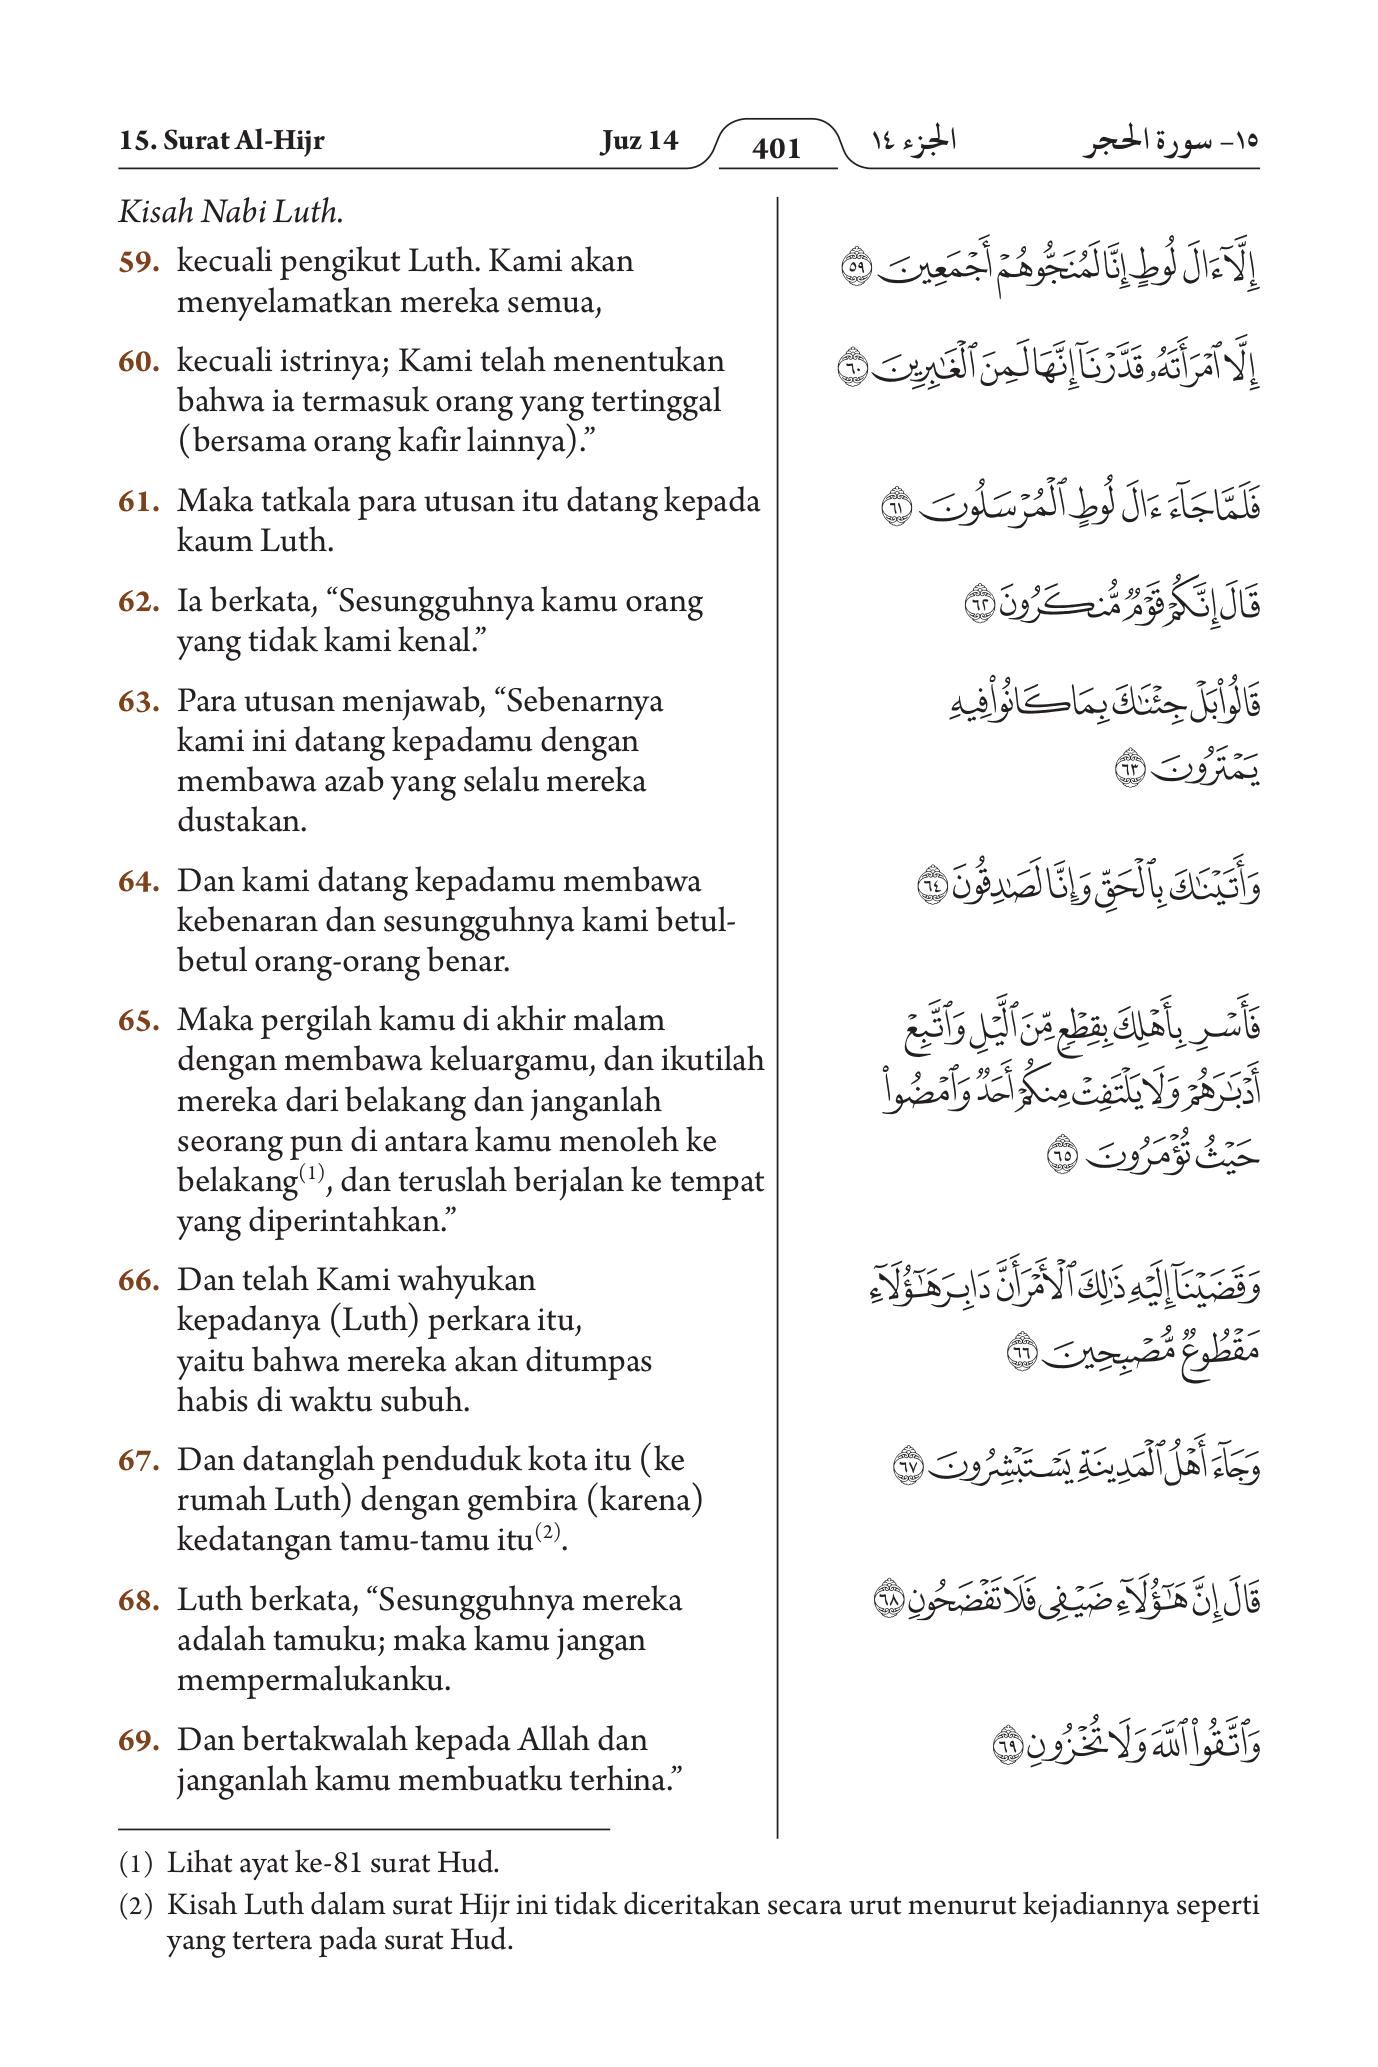 15. Surat Al-Hijr Juz 14 401 الجزء ١٤ ١٥- سورة الحجر
Kisah Nabi Luth.
59. kecuali pengikut Luth. Kami akan
menyelamatkan mereka semua,
إِلَّآ ءَالَ لُوطٍ إِنَّا لَمُنَجُّوهُمْ أَجْمَعِينَ ٥٩
60. kecuali istrinya; Kami telah menentukan
bahwa ia termasuk orang yang tertinggal
(bersama orang kafir lainnya).”
إِلَّا ٱمْرَأَتَهُۥ قَدَّرْنَآ إِنَّهَا لَمِنَ ٱلْغَٰبِرِينَ ٦٠
61. Maka tatkala para utusan itu datang kepada
kaum Luth.
فَلَمَّا جَآءَ ءَالَ لُوطٍ ٱلْمُرْسَلُونَ ٦١
62. Ia berkata, “Sesungguhnya kamu orang
yang tidak kami kenal.”
قَالَ إِنَّكُمْ قَوْمٌ مُّنكَرُونَ ٦٢
63. Para utusan menjawab, “Sebenarnya
kami ini datang kepadamu dengan
membawa azab yang selalu mereka
dustakan.
قَالُوا۟ بَلْ جِئْنَٰكَ بِمَا كَانُوا۟ فِيهِ
يَمْتَرُونَ ٦٣
64. Dan kami datang kepadamu membawa
kebenaran dan sesungguhnya kami betul-
betul orang-orang benar.
وَأَتَيْنَٰكَ بِٱلْحَقِّ وَإِنَّا لَصَٰدِقُونَ ٦٤
65. Maka pergilah kamu di akhir malam
dengan membawa keluargamu, dan ikutilah
mereka dari belakang dan janganlah
seorang pun di antara kamu menoleh ke
belakang(1), dan teruslah berjalan ke tempat
yang diperintahkan.”
فَأَسْرِ بِأَهْلِكَ بِقِطْعٍ مِّنَ ٱلَّيْلِ وَٱتَّبِعْ
أَدْبَٰرَهُمْ وَلَا يَلْتَفِتْ مِنكُمْ أَحَدٌ وَٱمْضُوا۟
حَيْثُ تُؤْمَرُونَ ٦٥
66. Dan telah Kami wahyukan
kepadanya (Luth) perkara itu,
yaitu bahwa mereka akan ditumpas
habis di waktu subuh.
وَقَضَيْنَآ إِلَيْهِ ذَٰلِكَ ٱلْأَمْرَ أَنَّ دَابِرَ هَٰٓؤُلَآءِ
مَقْطُوعٌ مُّصْبِحِينَ ٦٦
67. Dan datanglah penduduk kota itu (ke
rumah Luth) dengan gembira (karena)
kedatangan tamu-tamu itu(2).
وَجَآءَ أَهْلُ ٱلْمَدِينَةِ يَسْتَبْشِرُونَ ٦٧
68. Luth berkata, “Sesungguhnya mereka
adalah tamuku; maka kamu jangan
mempermalukanku.
قَالَ إِنَّ هَٰٓؤُلَآءِ ضَيْفِى فَلَا تَفْضَحُونِ ٦٨
69. Dan bertakwalah kepada Allah dan
janganlah kamu membuatku terhina.”
وَٱتَّقُوا۟ ٱللَّهَ وَلَا تُخْزُونِ ٦٩
(1) Lihat ayat ke-81 surat Hud.
(2) Kisah Luth dalam surat Hijr ini tidak diceritakan secara urut menurut kejadiannya seperti
yang tertera pada surat Hud.